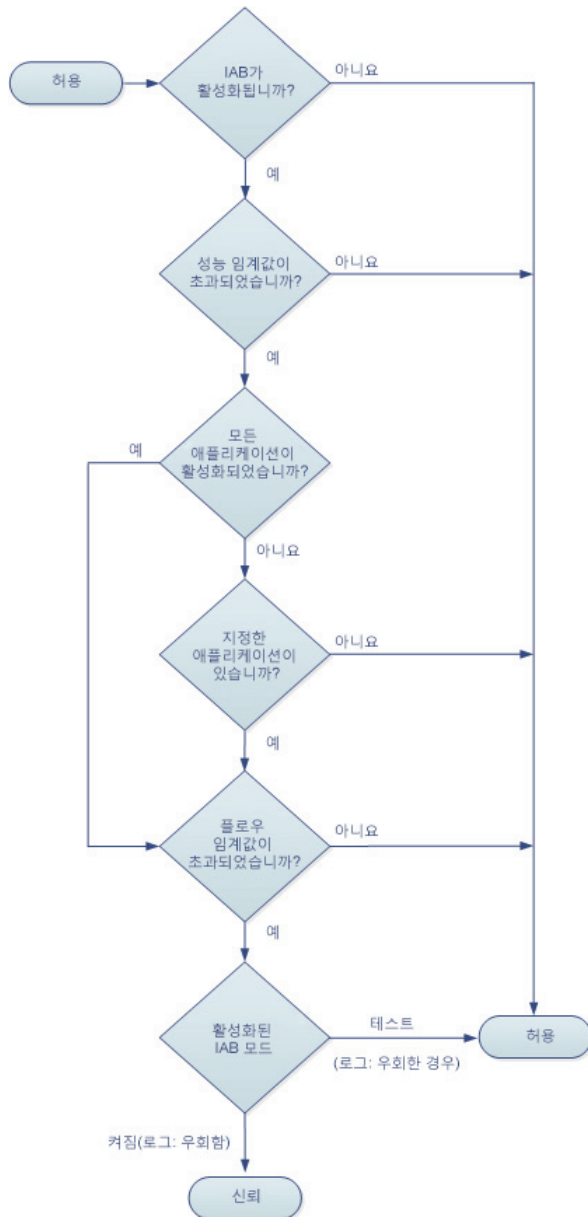 허용
IAB가
활성화됩니까?
아니요
예
성능 임계값이
초과되었습니까?
아니요
예
모든
애플리케이션이
활성화되었습니까?
예
아니요
지정한
애플리케이션이
있습니까?
아니요
예
플로우
임계값이
초과되었습니까?
아니요
예
활성화된
IAB 모드
테스트
(로그: 우회한 경우)
허용
켜짐(로그: 우회함)
신뢰